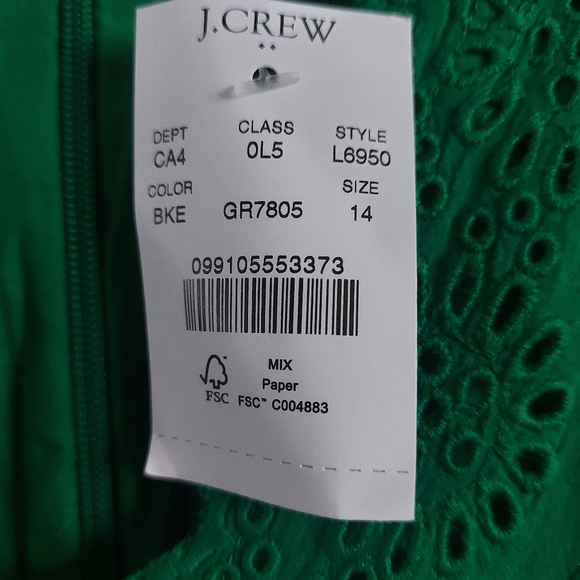 J.CREW
DEPT CLASS STYLE
CA4 0L5 L6950
COLOR SIZE
BKE GR7805 14
099105553373
MIX
Paper
FSC FSC™ C004883